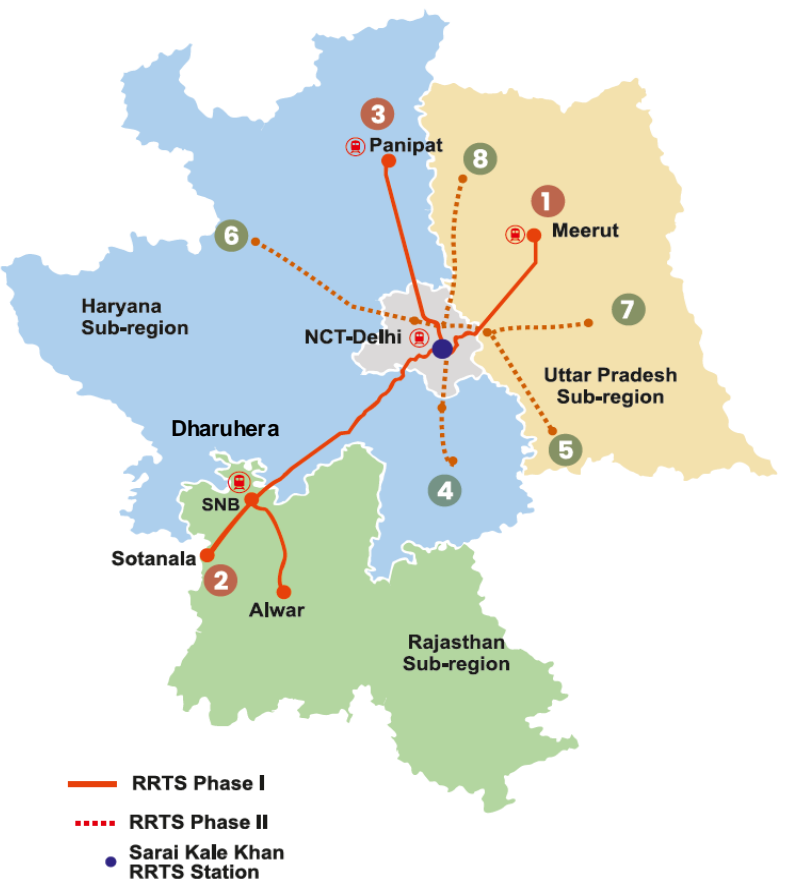 3
Panipat
8
1
Meerut
6
Haryana
Sub-region
7
NCT-Delhi
Uttar Pradesh
Sub-region
Dharuhera
5
4
SNB
Sotanala
2
Alwar
Rajasthan
Sub-region
RRTS Phase I
RRTS Phase II
Sarai Kale Khan
RRTS Station